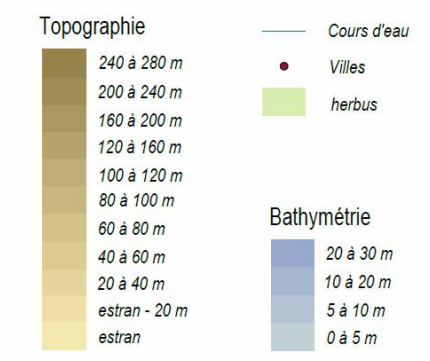 Topographie
240 à 280 m
200 à 240 m
160 à 200 m
120 à 160 m
100 à 120 m
80 à 100 m
60 à 80 m
40 à 60 m
20 à 40 m
estran - 20 m
estran
Cours d'eau
Villes
herbus
Bathymétrie
20 à 30 m
10 à 20 m
5 à 10 m
0 à 5 m